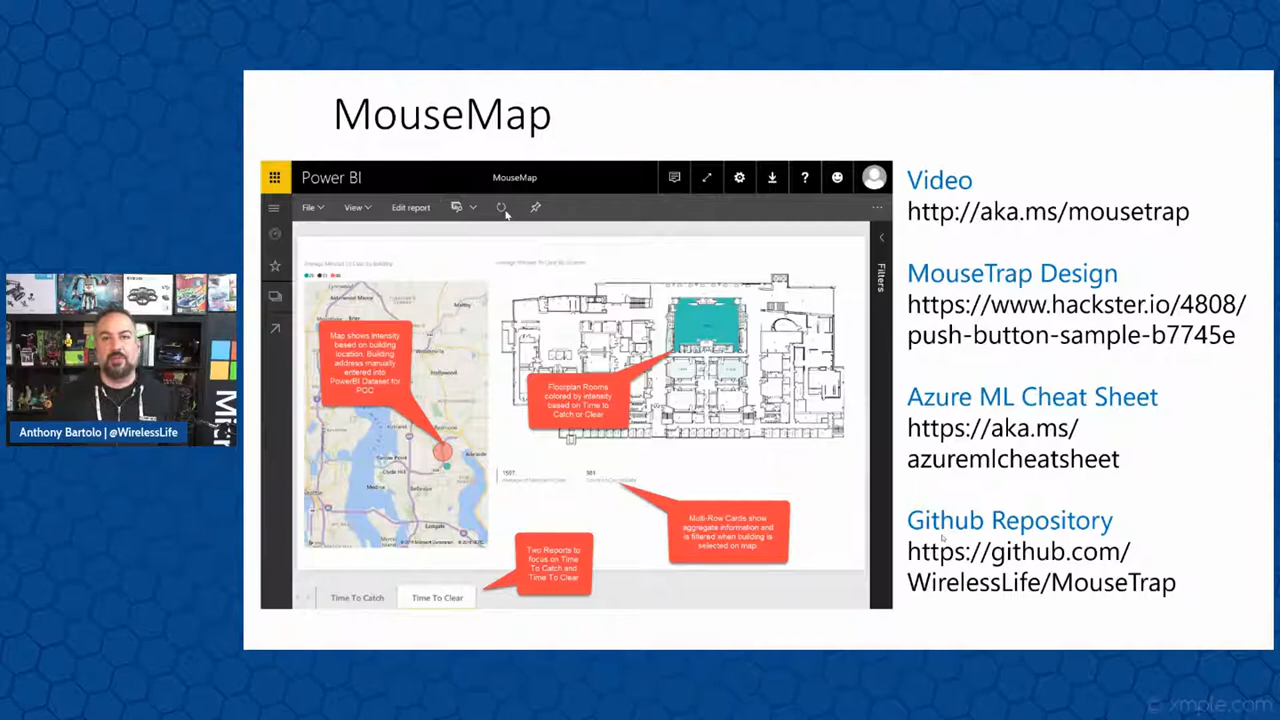 MouseMap
Power BI
MouseMap
File
View
Edit report
Filters
Map shows intensity
based on building
location. Building
address manually
entered into
PowerBI Dataset for
POC
Floorplan Rooms
colored by intensity
based on Time to
Catch or Clear
Multi-Row Cards show
aggregate information and
is filtered when building is
selected on map.
Two Reports to
focus on Time
To Catch and
Time To Clear
Time To Catch
Time To Clear
Video
http://aka.ms/mousetrap
MouseTrap Design
https://www.hackster.io/4808/
push-button-sample-b7745e
Azure ML Cheat Sheet
https://aka.ms/
azuremlcheatsheet
Github Repository
https://github.com/
WirelessLife/MouseTrap
Anthony Bartolo | @WirelessLife
© xmple.com